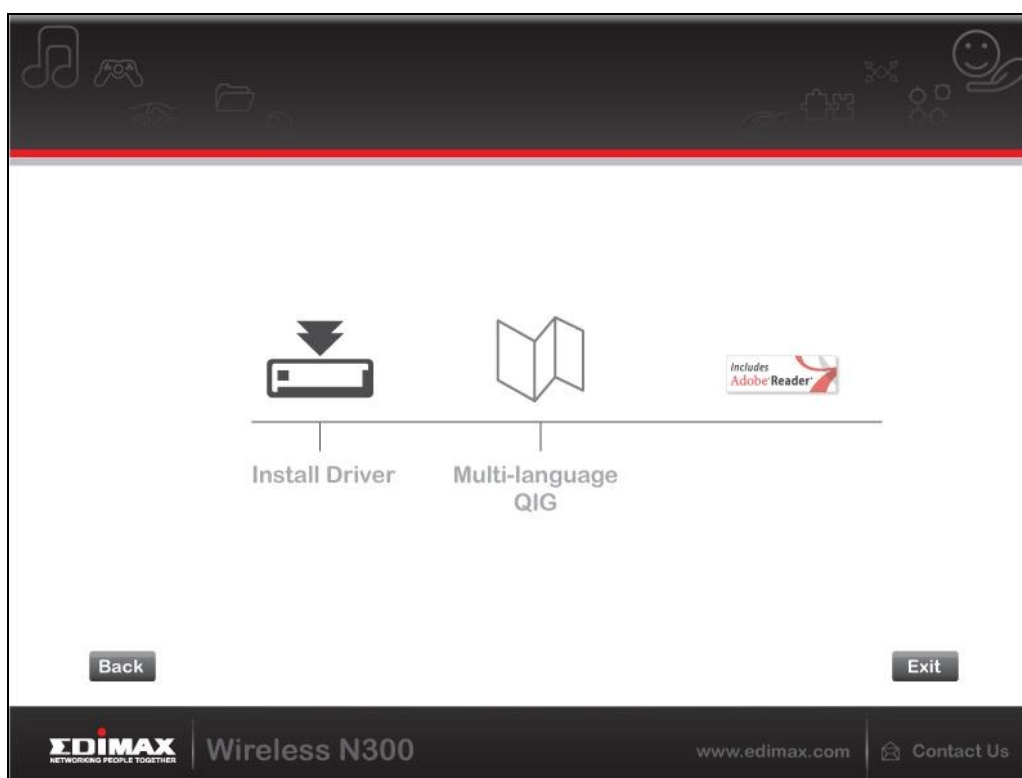 Includes
Adobe Reader
Install Driver
Multi-language
QIG
Back
Exit
EDIMAX
NETWORKING PEOPLE TOGETHER
Wireless N300
www.edimax.com
Contact Us